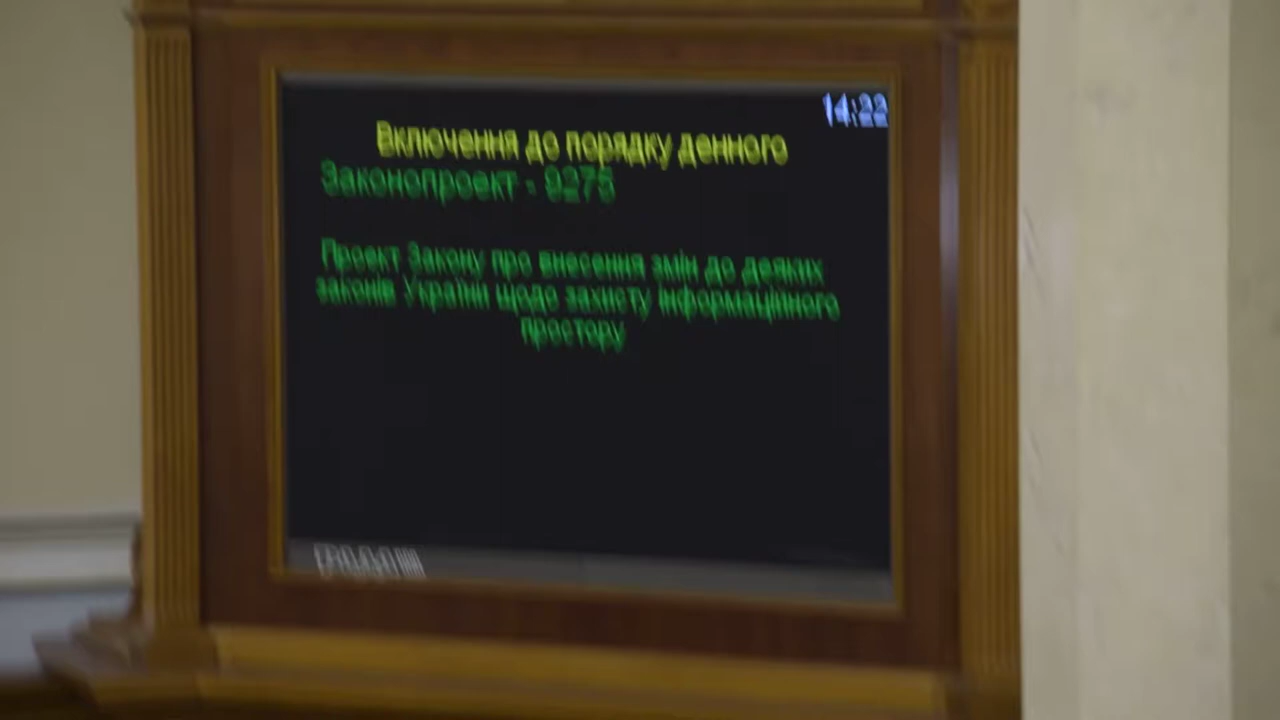 14:22
Включення до порядку денного
Законопроект - 9275
Проект Закону про внесення змін до деяких
законів України щодо захисту інформаційного
простору